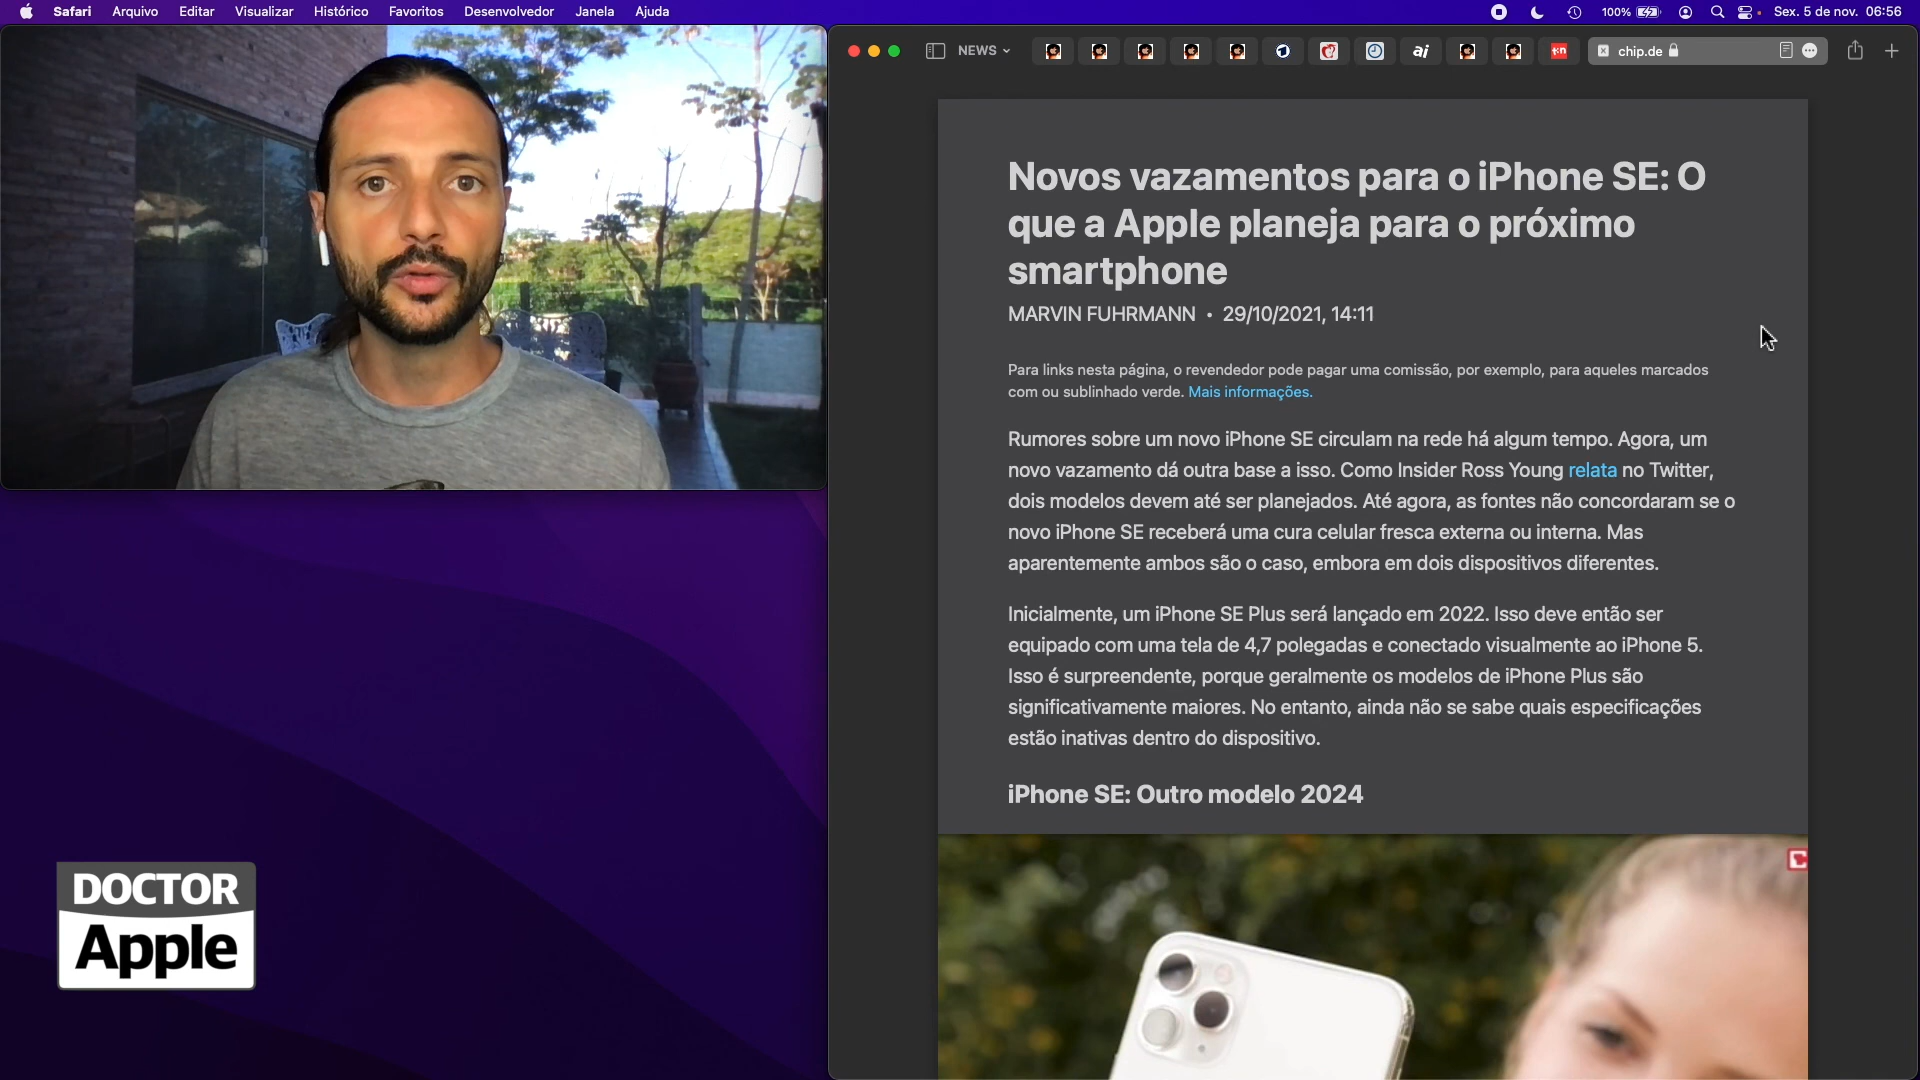 Safari Arquivo Editar Visualizar Histórico Favoritos Desenvolvedor Janela Ajuda 100% Sex. 5 de nov. 06:56
NEWS ai chip.de
Novos vazamentos para o iPhone SE: O
que a Apple planeja para o próximo
smartphone
MARVIN FUHRMANN • 29/10/2021, 14:11
Para links nesta página, o revendedor pode pagar uma comissão, por exemplo, para aqueles marcados
com ou sublinhado verde. Mais informações.
Rumores sobre um novo iPhone SE circulam na rede há algum tempo. Agora, um
novo vazamento dá outra base a isso. Como Insider Ross Young relata no Twitter,
dois modelos devem até ser planejados. Até agora, as fontes não concordaram se o
novo iPhone SE receberá uma cura celular fresca externa ou interna. Mas
aparentemente ambos são o caso, embora em dois dispositivos diferentes.
Inicialmente, um iPhone SE Plus será lançado em 2022. Isso deve então ser
equipado com uma tela de 4,7 polegadas e conectado visualmente ao iPhone 5.
Isso é surpreendente, porque geralmente os modelos de iPhone Plus são
significativamente maiores. No entanto, ainda não se sabe quais especificações
estão inativas dentro do dispositivo.
iPhone SE: Outro modelo 2024
DOCTOR
Apple